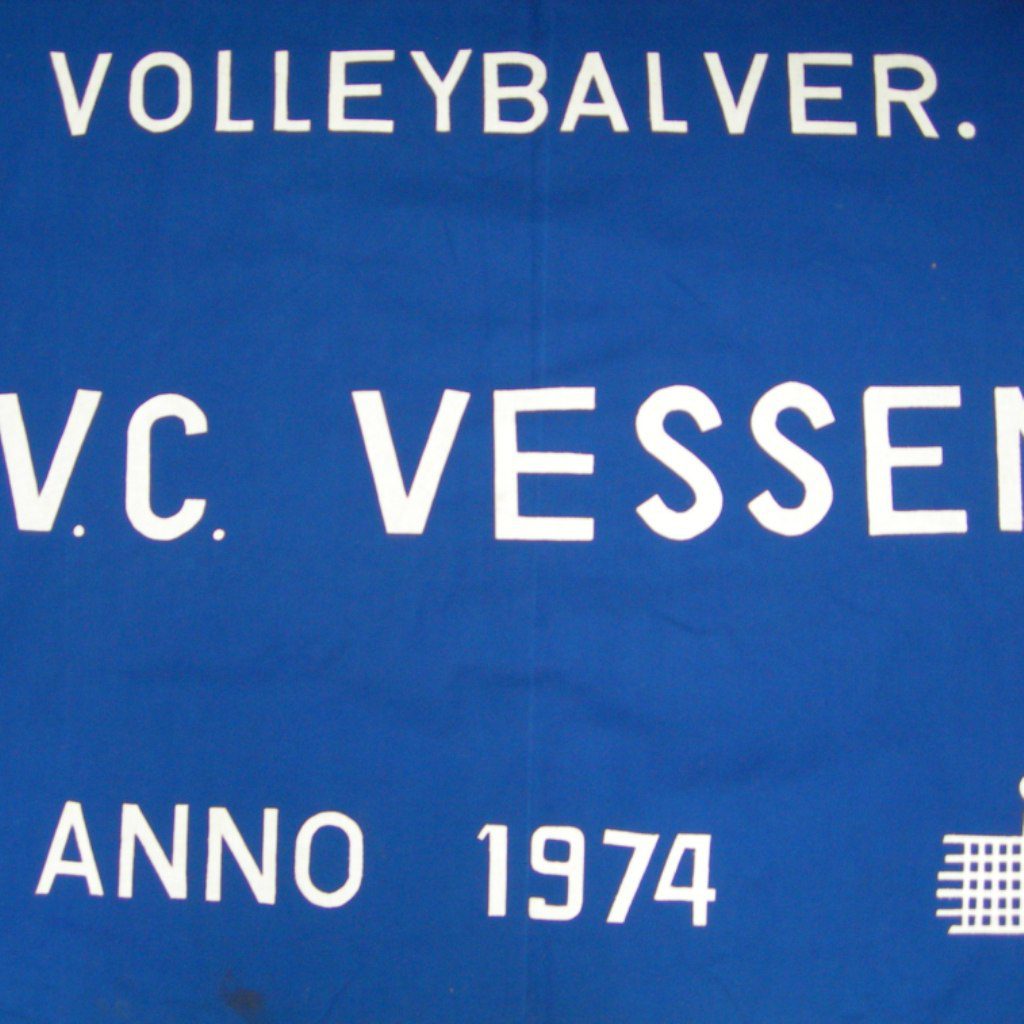 VOLLEYBALVER.
V.C. VESSEN
ANNO 1974